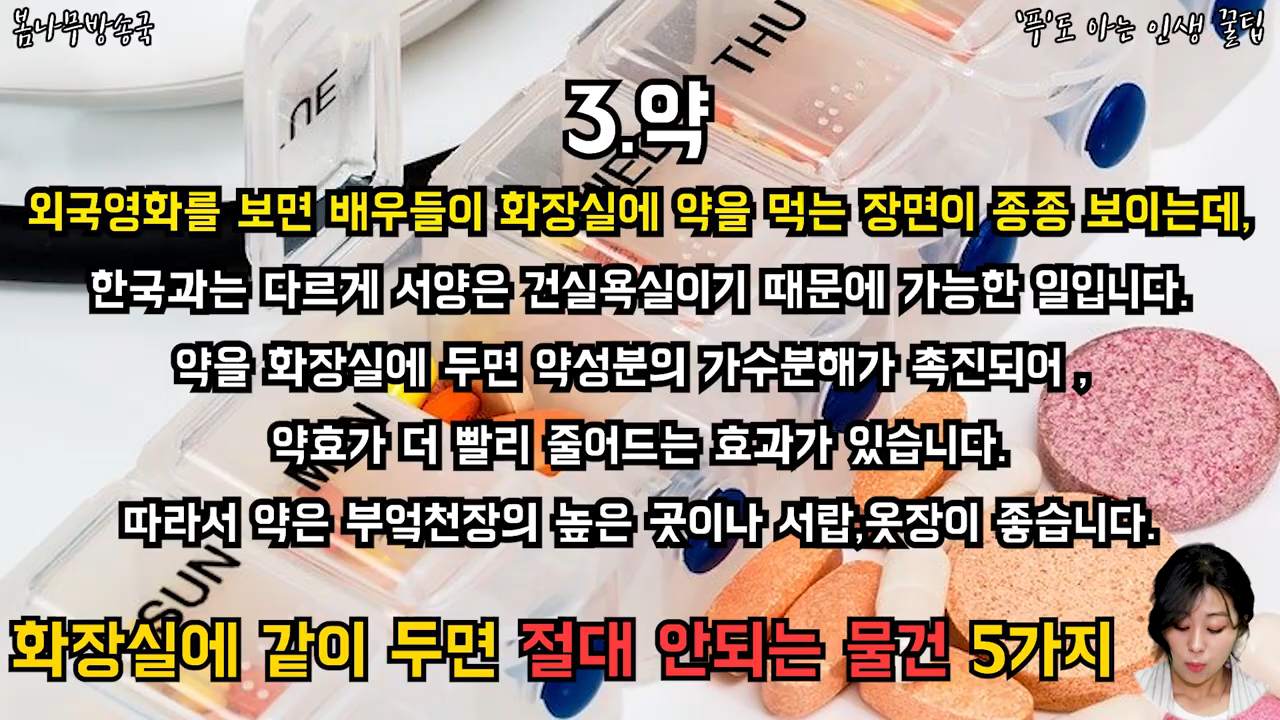 봄나무방송국
'푸'도 아는 인생 꿀팁
3.약
외국영화를 보면 배우들이 화장실에 약을 먹는 장면이 종종 보이는데,
한국과는 다르게 서양은 건실욕실이기 때문에 가능한 일입니다.
약을 화장실에 두면 약성분의 가수분해가 촉진되어 ,
약효가 더 빨리 줄어드는 효과가 있습니다.
따라서 약은 부엌천장의 높은 곳이나 서랍,옷장이 좋습니다.
화장실에 같이 두면 절대 안되는 물건 5가지
THU
WED
MON
SUN